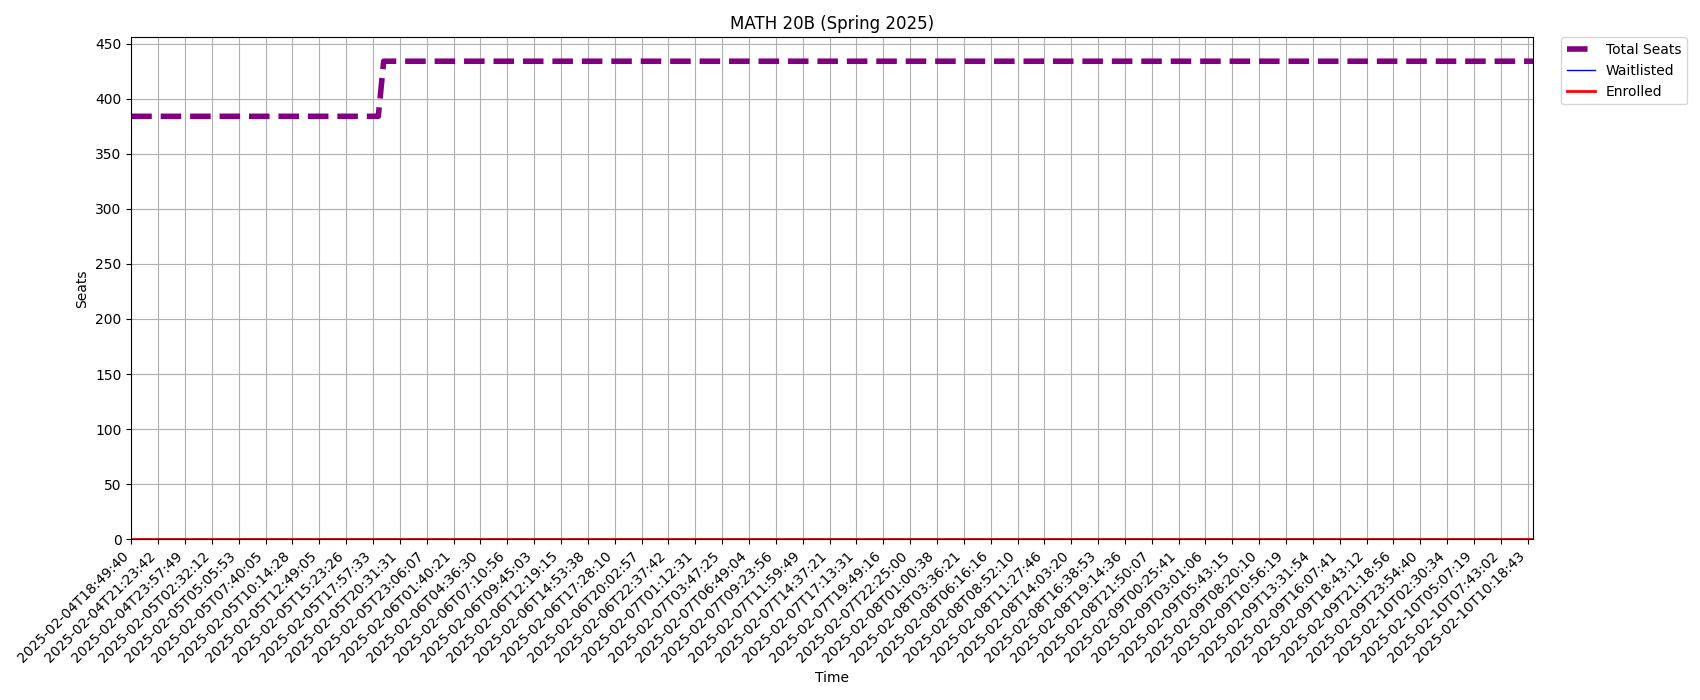 MATH 20B (Spring 2025)
Total Seats
Waitlisted
Enrolled
Seats
450
400
350
300
250
200
150
100
50
0
2025-02-04T18:49:40
2025-02-04T21:23:42
2025-02-04T23:57:49
2025-02-05T02:32:12
2025-02-05T05:05:53
2025-02-05T07:40:05
2025-02-05T10:14:28
2025-02-05T12:49:05
2025-02-05T15:23:26
2025-02-05T17:57:33
2025-02-05T20:31:31
2025-02-05T23:06:07
2025-02-06T01:40:21
2025-02-06T04:36:30
2025-02-06T07:10:56
2025-02-06T09:45:03
2025-02-06T12:19:15
2025-02-06T14:53:38
2025-02-06T17:28:10
2025-02-06T20:02:57
2025-02-06T22:37:42
2025-02-07T01:12:31
2025-02-07T03:47:25
2025-02-07T06:49:04
2025-02-07T09:23:56
2025-02-07T11:59:49
2025-02-07T14:37:21
2025-02-07T17:13:31
2025-02-07T19:49:16
2025-02-07T22:25:00
2025-02-08T01:00:38
2025-02-08T03:36:21
2025-02-08T06:16:16
2025-02-08T08:52:10
2025-02-08T11:27:46
2025-02-08T14:03:20
2025-02-08T16:38:53
2025-02-08T19:14:36
2025-02-08T21:50:07
2025-02-09T00:25:41
2025-02-09T03:01:06
2025-02-09T05:43:15
2025-02-09T08:20:10
2025-02-09T10:56:19
2025-02-09T13:31:54
2025-02-09T16:07:41
2025-02-09T18:43:12
2025-02-09T21:18:56
2025-02-09T23:54:40
2025-02-10T02:30:34
2025-02-10T05:07:19
2025-02-10T07:43:02
2025-02-10T10:18:43
Time